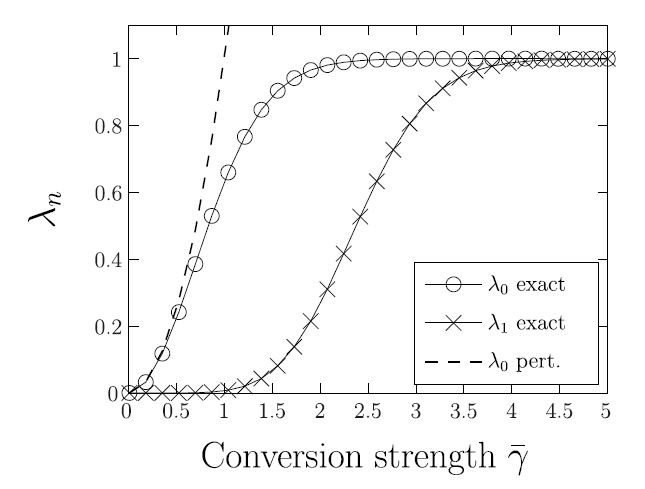 1
0.8
0.6
0.4
0.2
0
λₙ
λ₀ exact
λ₁ exact
λ₀ pert.
0 0.5 1 1.5 2 2.5 3 3.5 4 4.5 5
Conversion strength γ̄